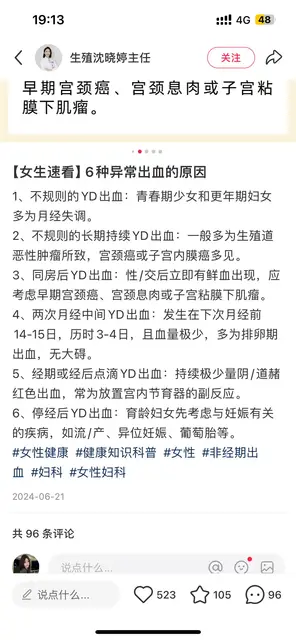 19:13
4G 48
生殖沈晓婷主任
关注
早期宫颈癌、宫颈息肉或子宫粘
膜下肌瘤。
【女生速看】6种异常出血的原因
1、不规则的YD出血：青春期少女和更年期妇女
多为月经失调。
2、不规则的长期持续YD出血：一般多为生殖道
恶性肿瘤所致，宫颈癌或子宫内膜癌多见。
3、同房后YD出血：性/交后立即有鲜血出现，应
考虑早期宫颈癌、宫颈息肉或子宫粘膜下肌瘤。
4、两次月经中间YD出血：发生在下次月经前
14-15日，历时3-4日，且血量极少，多为排卵期
出血，无大碍。
5、经期或经后点滴YD出血：持续极少量阴/道赭
红色出血，常为放置宫内节育器的副反应。
6、停经后YD出血：育龄妇女先考虑与妊娠有关
的疾病，如流/产、异位妊娠、葡萄胎等。
#女性健康 #健康知识科普 #女性 #非经期出
血 #妇科 #女性妇科
2024-06-21
共 96 条评论
说点什么...
说点什么...
523
105
96